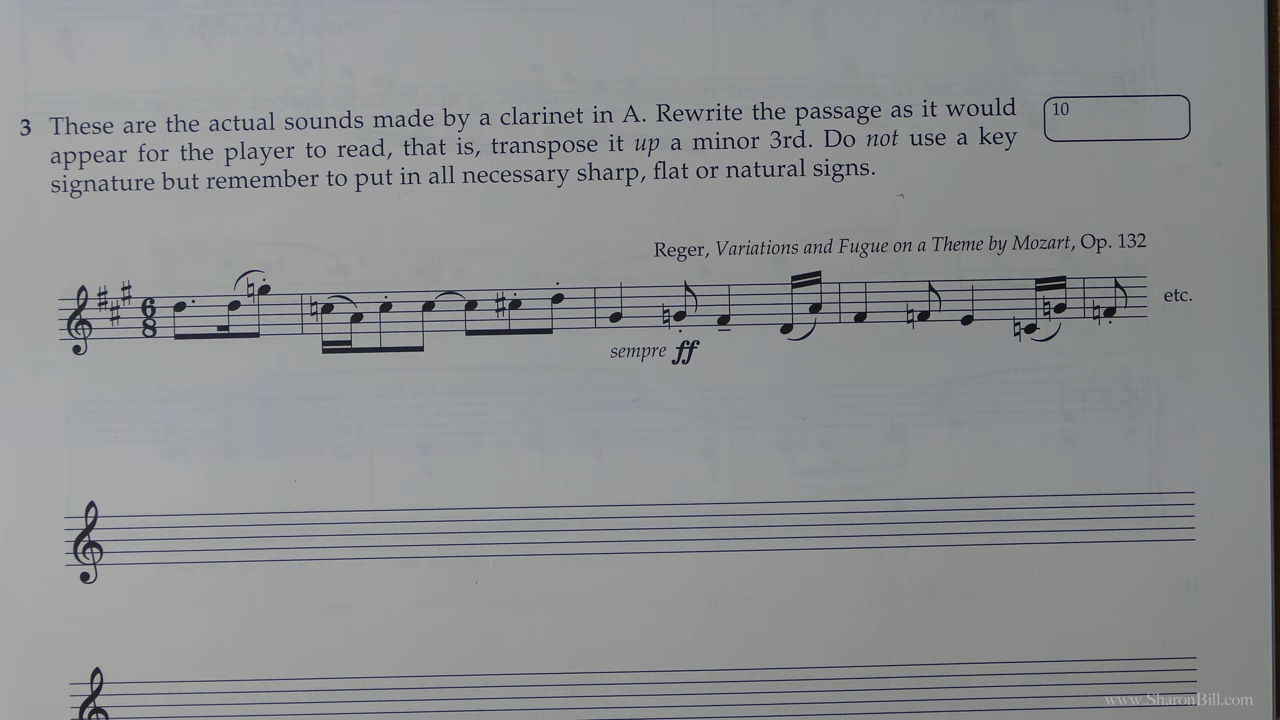 3 These are the actual sounds made by a clarinet in A. Rewrite the passage as it would
appear for the player to read, that is, transpose it up a minor 3rd. Do not use a key
signature but remember to put in all necessary sharp, flat or natural signs.
10
Reger, Variations and Fugue on a Theme by Mozart, Op. 132
6
8
etc.
sempre ff
www.SharonBill.com